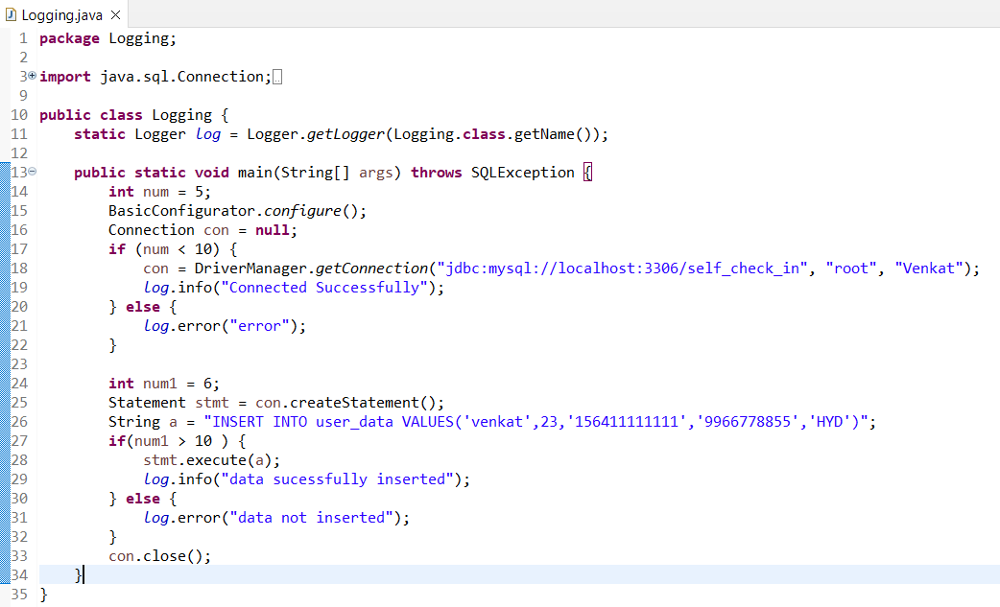 Logging.java
1 package Logging;
2
3 import java.sql.Connection;
9
10 public class Logging {
11 static Logger log = Logger.getLogger(Logging.class.getName());
12
13 public static void main(String[] args) throws SQLException {
14 int num = 5;
15 BasicConfigurator.configure();
16 Connection con = null;
17 if (num < 10) {
18 con = DriverManager.getConnection("jdbc:mysql://localhost:3306/self_check_in", "root", "Venkat");
19 log.info("Connected Successfully");
20 } else {
21 log.error("error");
22 }
23
24 int num1 = 6;
25 Statement stmt = con.createStatement();
26 String a = "INSERT INTO user_data VALUES('venkat',23,'156411111111','9966778855','HYD')";
27 if(num1 > 10 ) {
28 stmt.execute(a);
29 log.info("data sucessfully inserted");
30 } else {
31 log.error("data not inserted");
32 }
33 con.close();
34 }
35 }